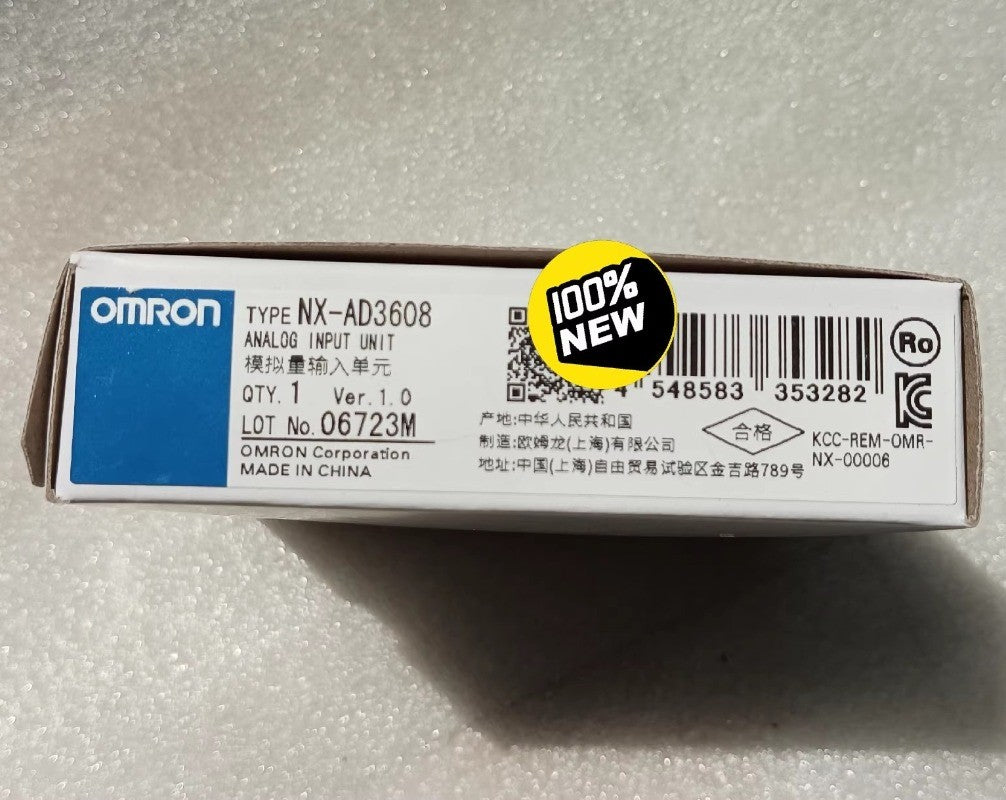 OMRON
TYPE NX-AD3608
ANALOG INPUT UNIT
模拟量输入单元
QTY. 1 Ver.1.0
LOT No. 06723M
OMRON Corporation
MADE IN CHINA
100%
NEW
4 548583 353282
产地:中华人民共和国
制造:欧姆龙(上海)有限公司
地址:中国(上海)自由贸易试验区金吉路789号
合格
Ro
KCC-REM-OMR-
NX-00006